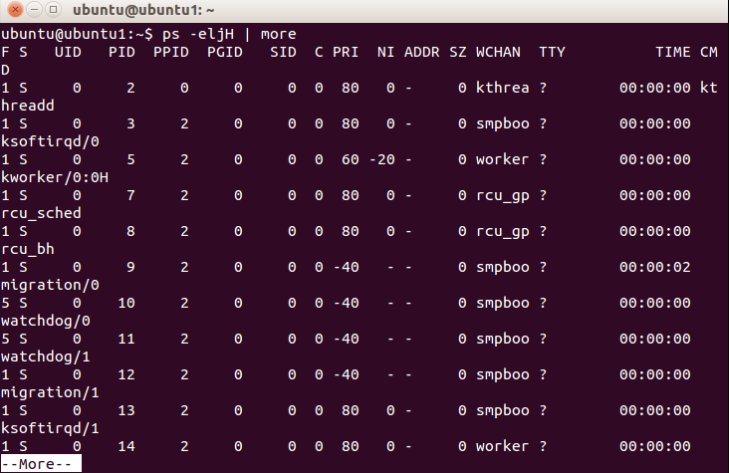 ubuntu@ubuntu1: ~
ubuntu@ubuntu1:~$ ps -eljH | more
F S   UID   PID  PPID  PGID   SID  C PRI  NI ADDR SZ WCHAN  TTY          TIME CM
D
1 S     0     2     0     0     0  0  80   0 -     0 kthrea ?        00:00:00 kt
hreadd
1 S     0     3     2     0     0  0  80   0 -     0 smpboo ?        00:00:00
ksoftirqd/0
1 S     0     5     2     0     0  0  60 -20 -     0 worker ?        00:00:00
kworker/0:0H
1 S     0     7     2     0     0  0  80   0 -     0 rcu_gp ?        00:00:00
rcu_sched
1 S     0     8     2     0     0  0  80   0 -     0 rcu_gp ?        00:00:00
rcu_bh
1 S     0     9     2     0     0  0 -40   - -     0 smpboo ?        00:00:02
migration/0
5 S     0    10     2     0     0  0 -40   - -     0 smpboo ?        00:00:00
watchdog/0
5 S     0    11     2     0     0  0 -40   - -     0 smpboo ?        00:00:00
watchdog/1
1 S     0    12     2     0     0  0 -40   - -     0 smpboo ?        00:00:00
migration/1
1 S     0    13     2     0     0  0  80   0 -     0 smpboo ?        00:00:00
ksoftirqd/1
1 S     0    14     2     0     0  0  80   0 -     0 worker ?        00:00:00
--More--